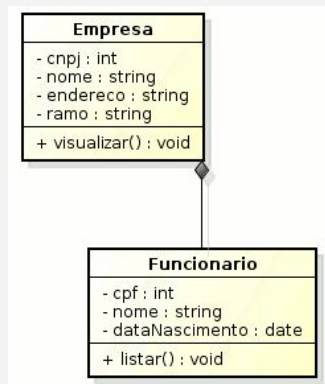 Empresa
- cnpj : int
- nome : string
- endereco : string
- ramo : string
+ visualizar() : void
Funcionario
- cpf : int
- nome : string
- dataNascimento : date
+ listar() : void